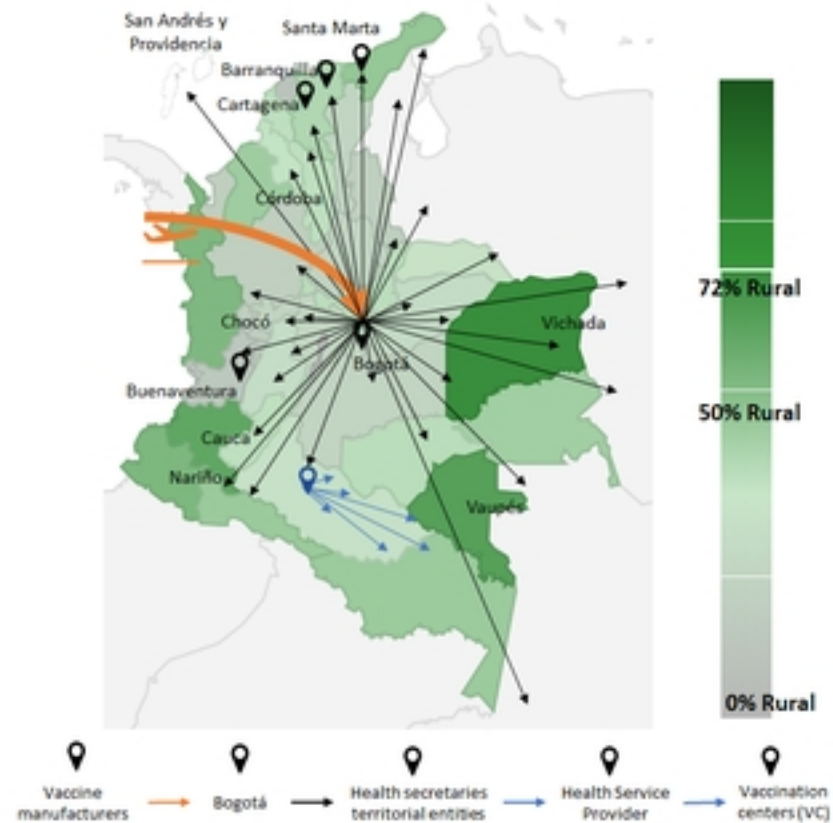 San Andrés y
Providencia
Santa Marta
Barranquilla
Cartagena
Córdoba
72% Rural
Chocó
Vichada
Bogotá
Buenaventura
50% Rural
Cauca
Nariño
Vaupés
0% Rural
Vaccine
manufacturers
Bogotá
Health secretaries
territorial entities
Health Service
Provider
Vaccination
centers (VC)